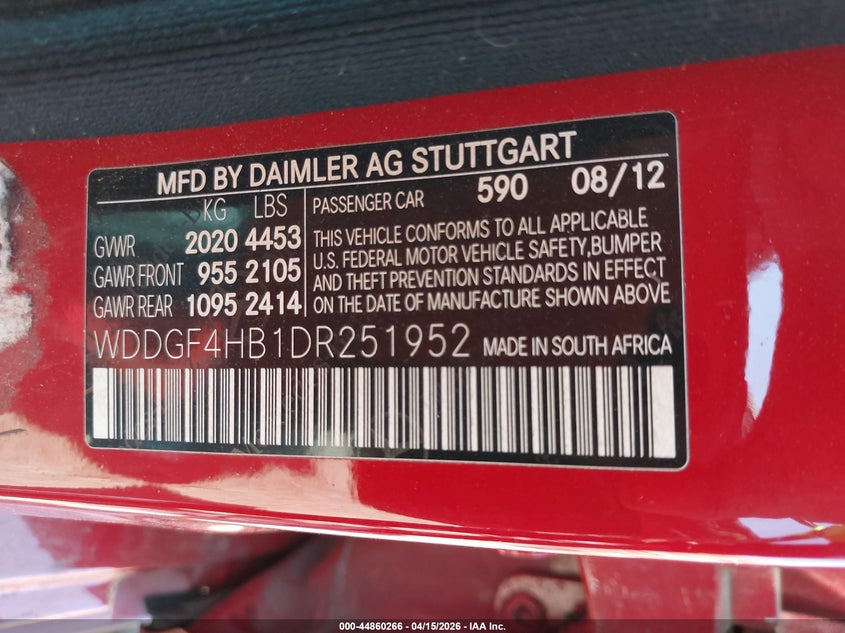 MFD BY DAIMLER AG STUTTGART
KG LBS
GVWR 2020 4453
GAWR FRONT 955 2105
GAWR REAR 1095 2414
PASSENGER CAR 590 08/12
THIS VEHICLE CONFORMS TO ALL APPLICABLE
U.S. FEDERAL MOTOR VEHICLE SAFETY, BUMPER
AND THEFT PREVENTION STANDARDS IN EFFECT
ON THE DATE OF MANUFACTURE SHOWN ABOVE
WDDGF4HB1DR251952 MADE IN SOUTH AFRICA
000-44860266 - 04/15/2026 - IAA Inc.